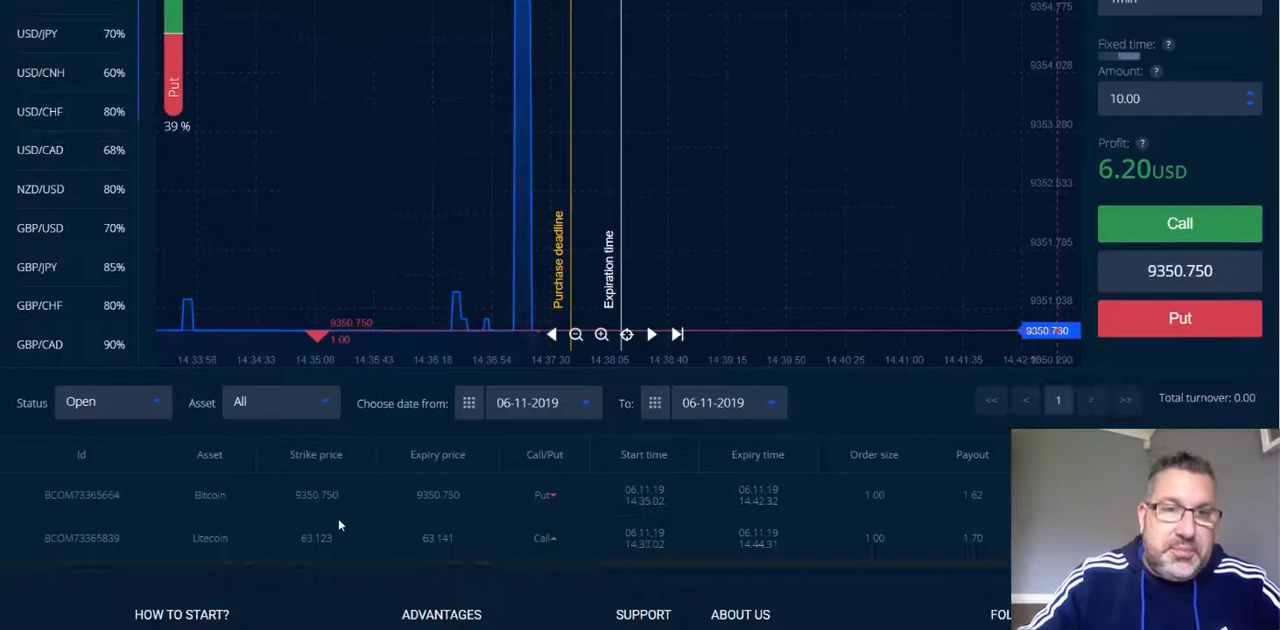 USD/JPY 70%
USD/CNH 60%
USD/CHF 80%
USD/CAD 68%
NZD/USD 80%
GBP/USD 70%
GBP/JPY 85%
GBP/CHF 80%
GBP/CAD 90%
Put
39 %
Purchase deadline
Expiration time
9350.750
1.00
9354.775
9354.028
9353.280
9352.533
9351.785
9351.038
14:33:58 14:34:33 14:35:08 14:35:43 14:36:18 14:36:54 14:37:30 14:38:05 14:38:40 14:39:15 14:39:50 14:40:25 14:41:00 14:41:35
Fixed time: ?
Amount: ?
10.00
Profit: ?
6.20USD
Call
9350.750
Put
Status Open Asset All Choose date from: 06-11-2019 To: 06-11-2019 << < 1 >> Total turnover: 0.00
Id Asset Strike price Expiry price Call/Put Start time Expiry time Order size Payout
BCOM73365664 Bitcoin 9350.750 9350.750 Put 06.11.19 14.35.02 06.11.19 14.42.32 1.00 1.62
BCOM73365839 Litecoin 63.123 63.141 Call 06.11.19 14.33.02 06.11.19 14.44.31 1.00 1.70
HOW TO START? ADVANTAGES SUPPORT ABOUT US